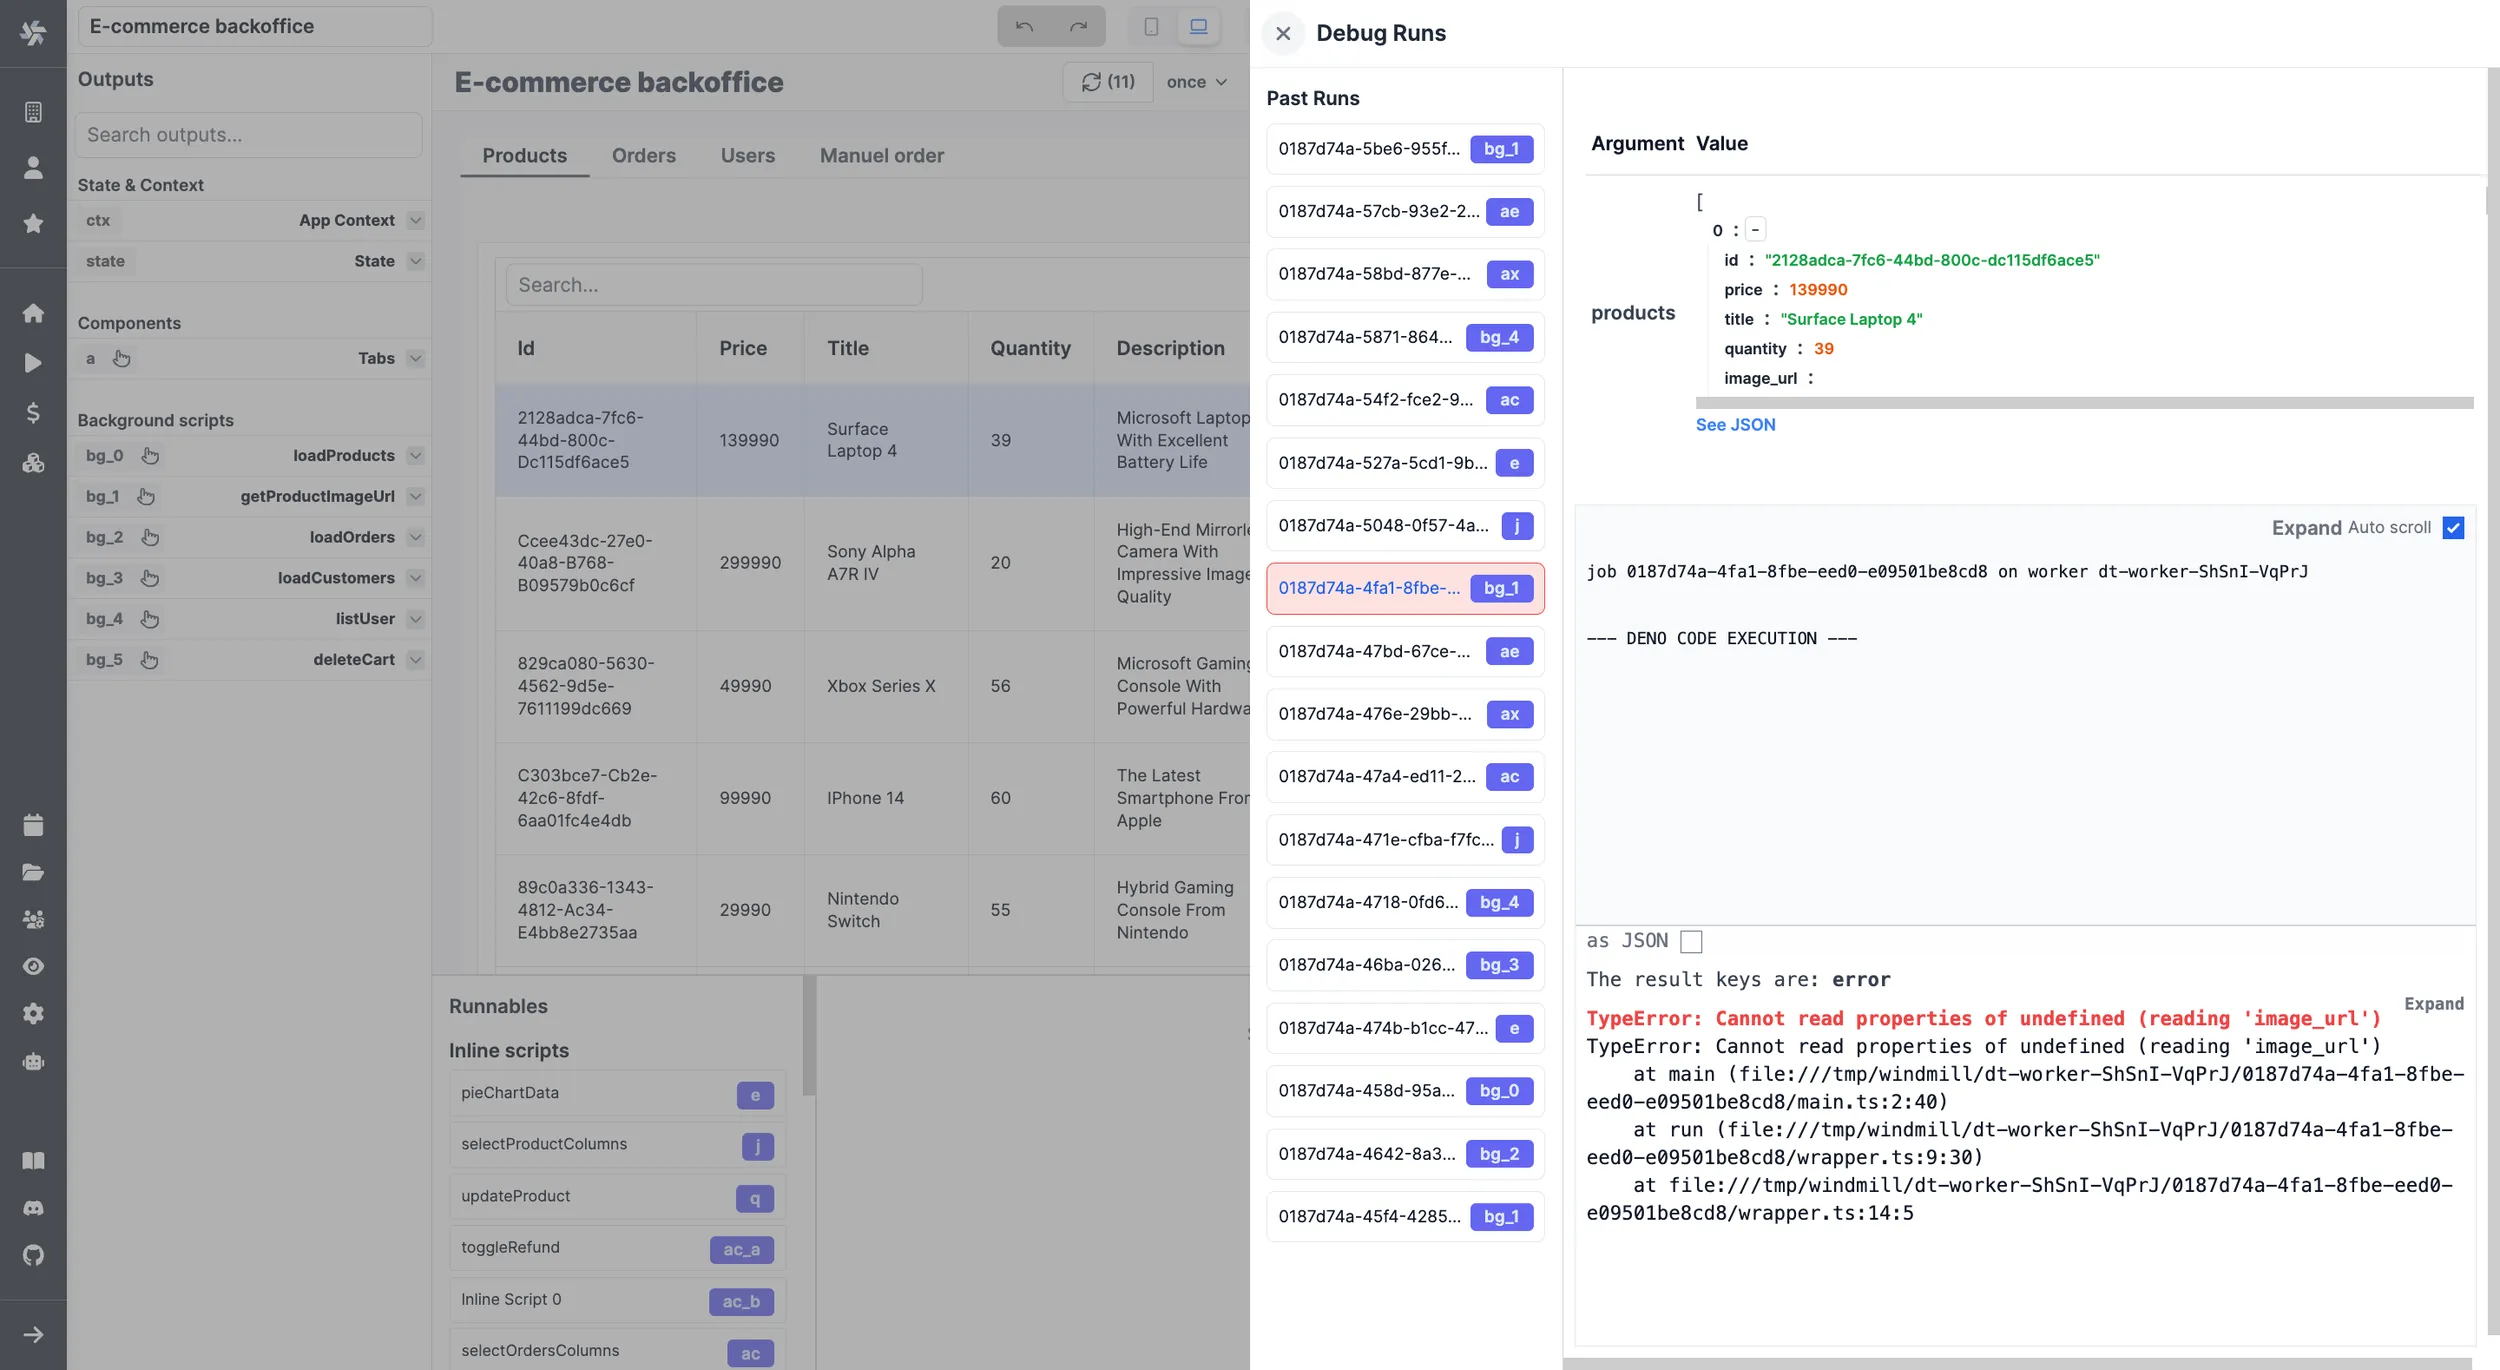 E-commerce backoffice
Outputs
Search outputs...
State & Context
ctx
App Context
state
State
Components
a
Tabs
Background scripts
bg_0
loadProducts
bg_1
getProductImageUrl
bg_2
loadOrders
bg_3
loadCustomers
bg_4
listUser
bg_5
deleteCart
E-commerce backoffice
(11)
once
Products
Orders
Users
Manuel order
Search...
Id
Price
Title
Quantity
Description
2128adca-7fc6-
44bd-800c-
Dc115df6ace5
139990
Surface
Laptop 4
39
Microsoft Laptop
With Excellent
Battery Life
Ccee43dc-27e0-
40a8-B768-
B09579b0c6cf
299990
Sony Alpha
A7R IV
20
High-End Mirrorle
Camera With
Impressive Image
Quality
829ca080-5630-
4562-9d5e-
7611199dc669
49990
Xbox Series X
56
Microsoft Gaming
Console With
Powerful Hardwa
C303bce7-Cb2e-
42c6-8fdf-
6aa01fc4e4db
99990
IPhone 14
60
The Latest
Smartphone From
Apple
89c0a336-1343-
4812-Ac34-
E4bb8e2735aa
29990
Nintendo
Switch
55
Hybrid Gaming
Console From
Nintendo
Runnables
Inline scripts
pieChartData
e
selectProductColumns
j
updateProduct
q
toggleRefund
ac_a
Inline Script 0
ac_b
selectOrdersColumns
ac
Debug Runs
Past Runs
0187d74a-5be6-955f...
bg_1
0187d74a-57cb-93e2-2...
ae
0187d74a-58bd-877e-...
ax
0187d74a-5871-864...
bg_4
0187d74a-54f2-fce2-9...
ac
0187d74a-527a-5cd1-9b...
e
0187d74a-5048-0f57-4a...
j
0187d74a-4fa1-8fbe-...
bg_1
0187d74a-47bd-67ce-...
ae
0187d74a-476e-29bb-...
ax
0187d74a-47a4-ed11-2...
ac
0187d74a-471e-cfba-f7fc...
j
0187d74a-4718-0fd6...
bg_4
0187d74a-46ba-026...
bg_3
0187d74a-474b-b1cc-47...
e
0187d74a-458d-95a...
bg_0
0187d74a-4642-8a3...
bg_2
0187d74a-45f4-4285...
bg_1
Argument
Value
products
[
0 : -
id : "2128adca-7fc6-44bd-800c-dc115df6ace5"
price : 139990
title : "Surface Laptop 4"
quantity : 39
image_url :
See JSON
Expand Auto scroll
job 0187d74a-4fa1-8fbe-eed0-e09501be8cd8 on worker dt-worker-ShSnI-VqPrJ
--- DENO CODE EXECUTION ---
as JSON
The result keys are: error
Expand
TypeError: Cannot read properties of undefined (reading 'image_url')
TypeError: Cannot read properties of undefined (reading 'image_url')
at main (file:///tmp/windmill/dt-worker-ShSnI-VqPrJ/0187d74a-4fa1-8fbe-
eed0-e09501be8cd8/main.ts:2:40)
at run (file:///tmp/windmill/dt-worker-ShSnI-VqPrJ/0187d74a-4fa1-8fbe-
eed0-e09501be8cd8/wrapper.ts:9:30)
at file:///tmp/windmill/dt-worker-ShSnI-VqPrJ/0187d74a-4fa1-8fbe-eed0-
e09501be8cd8/wrapper.ts:14:5